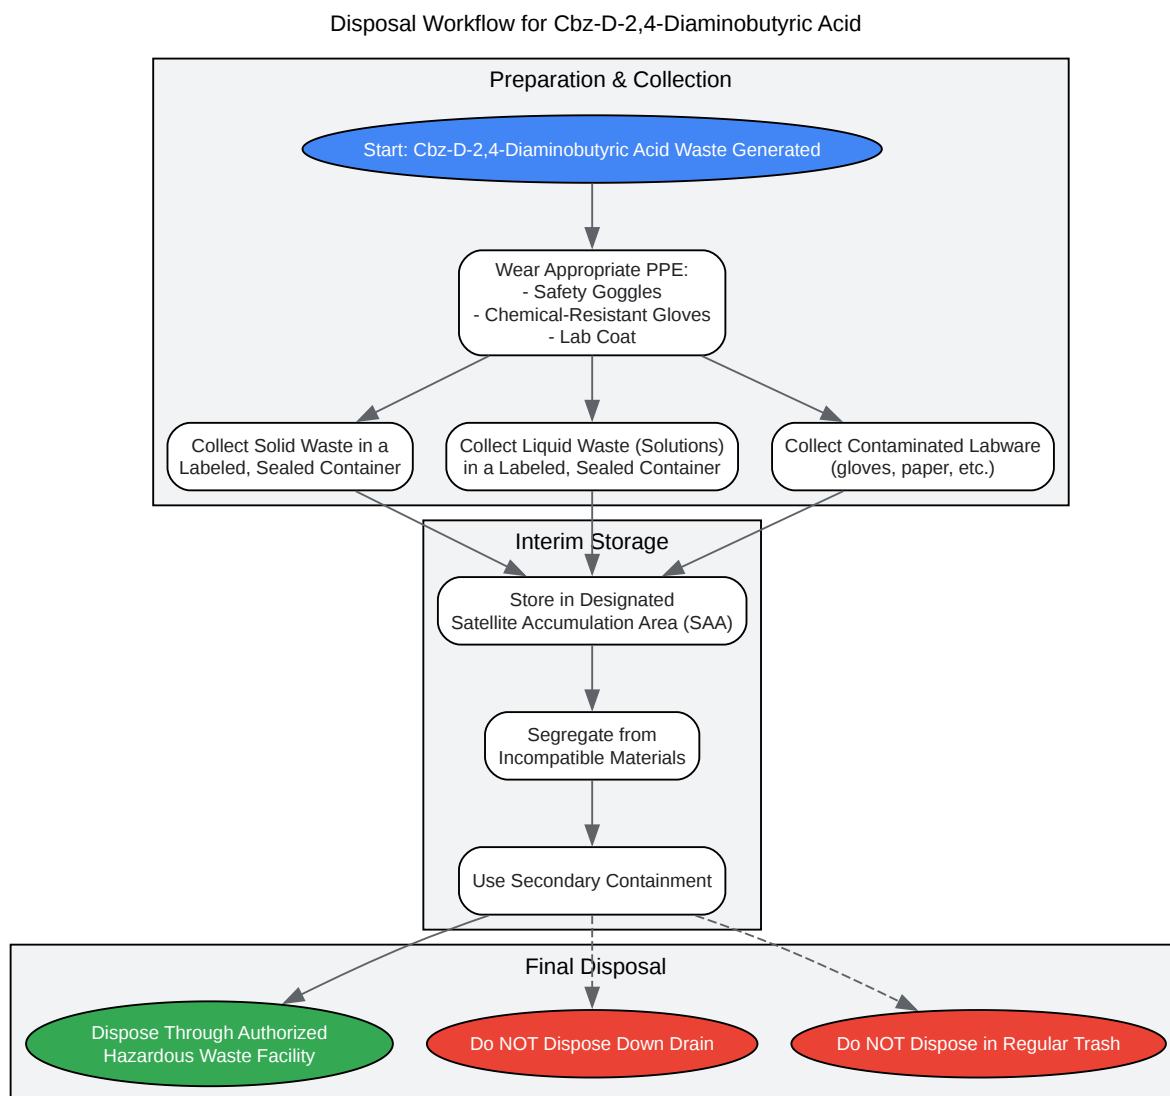 Disposal Workflow for Cbz-D-2,4-Diaminobutyric Acid
Preparation & Collection
Start: Cbz-D-2,4-Diaminobutyric Acid Waste Generated
Wear Appropriate PPE:
- Safety Goggles
- Chemical-Resistant Gloves
- Lab Coat
Collect Solid Waste in a
Labeled, Sealed Container
Collect Liquid Waste (Solutions)
in a Labeled, Sealed Container
Collect Contaminated Labware
(gloves, paper, etc.)
Interim Storage
Store in Designated
Satellite Accumulation Area (SAA)
Segregate from
Incompatible Materials
Use Secondary Containment
Final Disposal
Dispose Through Authorized
Hazardous Waste Facility
Do NOT Dispose Down Drain
Do NOT Dispose in Regular Trash